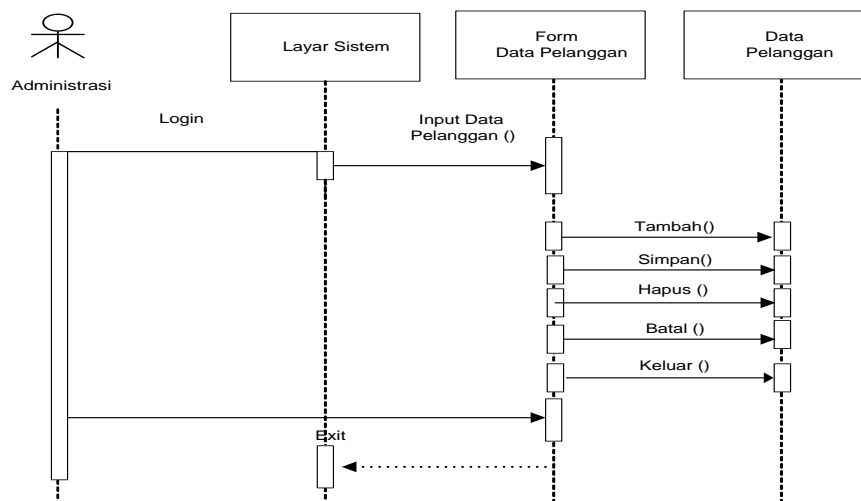 Administrasi
Layar Sistem
Form
Data Pelanggan
Data
Pelanggan
Login
Input Data
Pelanggan ()
Tambah()
Simpan()
Hapus ()
Batal ()
Keluar ()
Exit